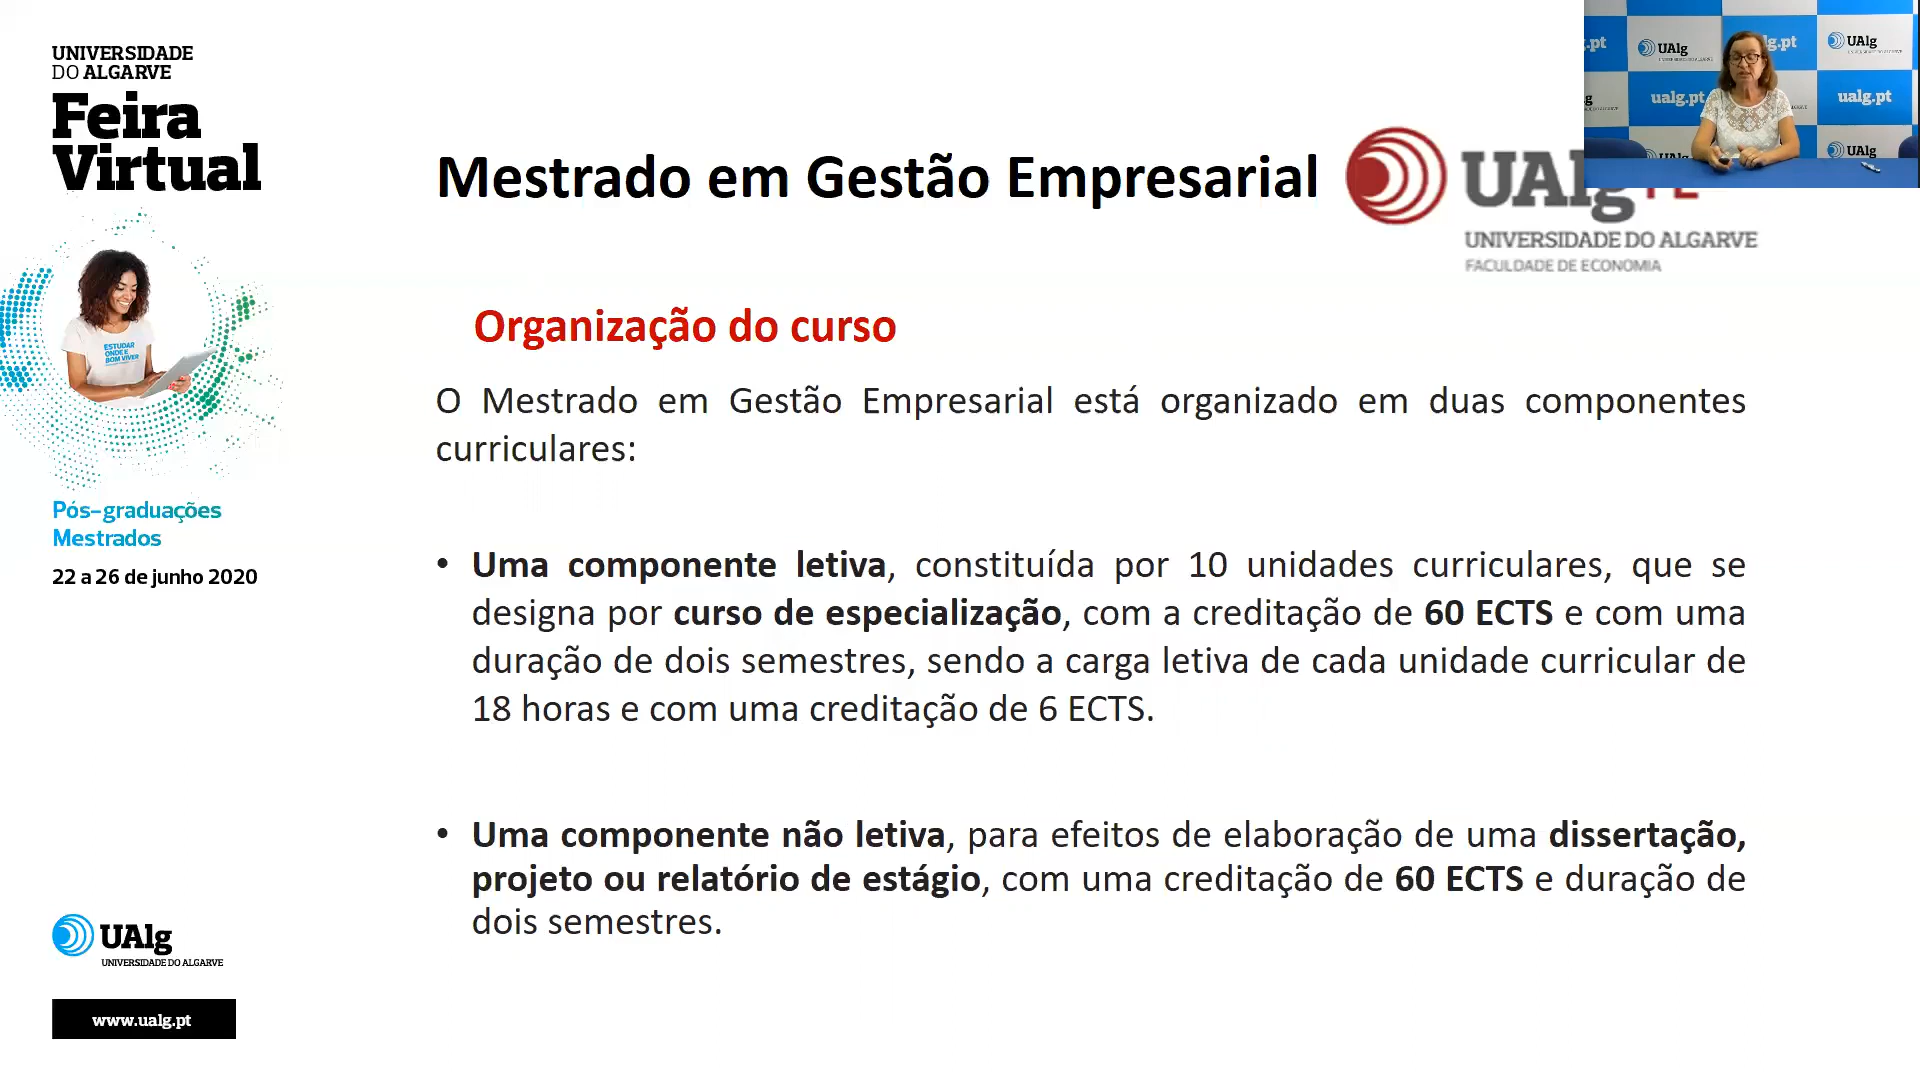 UNIVERSIDADE
DO ALGARVE
Feira
Virtual
ESTUDAR
ONDE É
BOM VIVER
Pós-graduações
Mestrados
22 a 26 de junho 2020
UAlg
UNIVERSIDADE DO ALGARVE
www.ualg.pt
Mestrado em Gestão Empresarial
UAlg
UNIVERSIDADE DO ALGARVE
FACULDADE DE ECONOMIA
Organização do curso
O Mestrado em Gestão Empresarial está organizado em duas componentes
curriculares:
• Uma componente letiva, constituída por 10 unidades curriculares, que se
designa por curso de especialização, com a creditação de 60 ECTS e com uma
duração de dois semestres, sendo a carga letiva de cada unidade curricular de
18 horas e com uma creditação de 6 ECTS.
• Uma componente não letiva, para efeitos de elaboração de uma dissertação,
projeto ou relatório de estágio, com uma creditação de 60 ECTS e duração de
dois semestres.
.pt
UAlg
lg.pt
UAlg
ualg.pt
ualg.pt
UAlg
UAlg